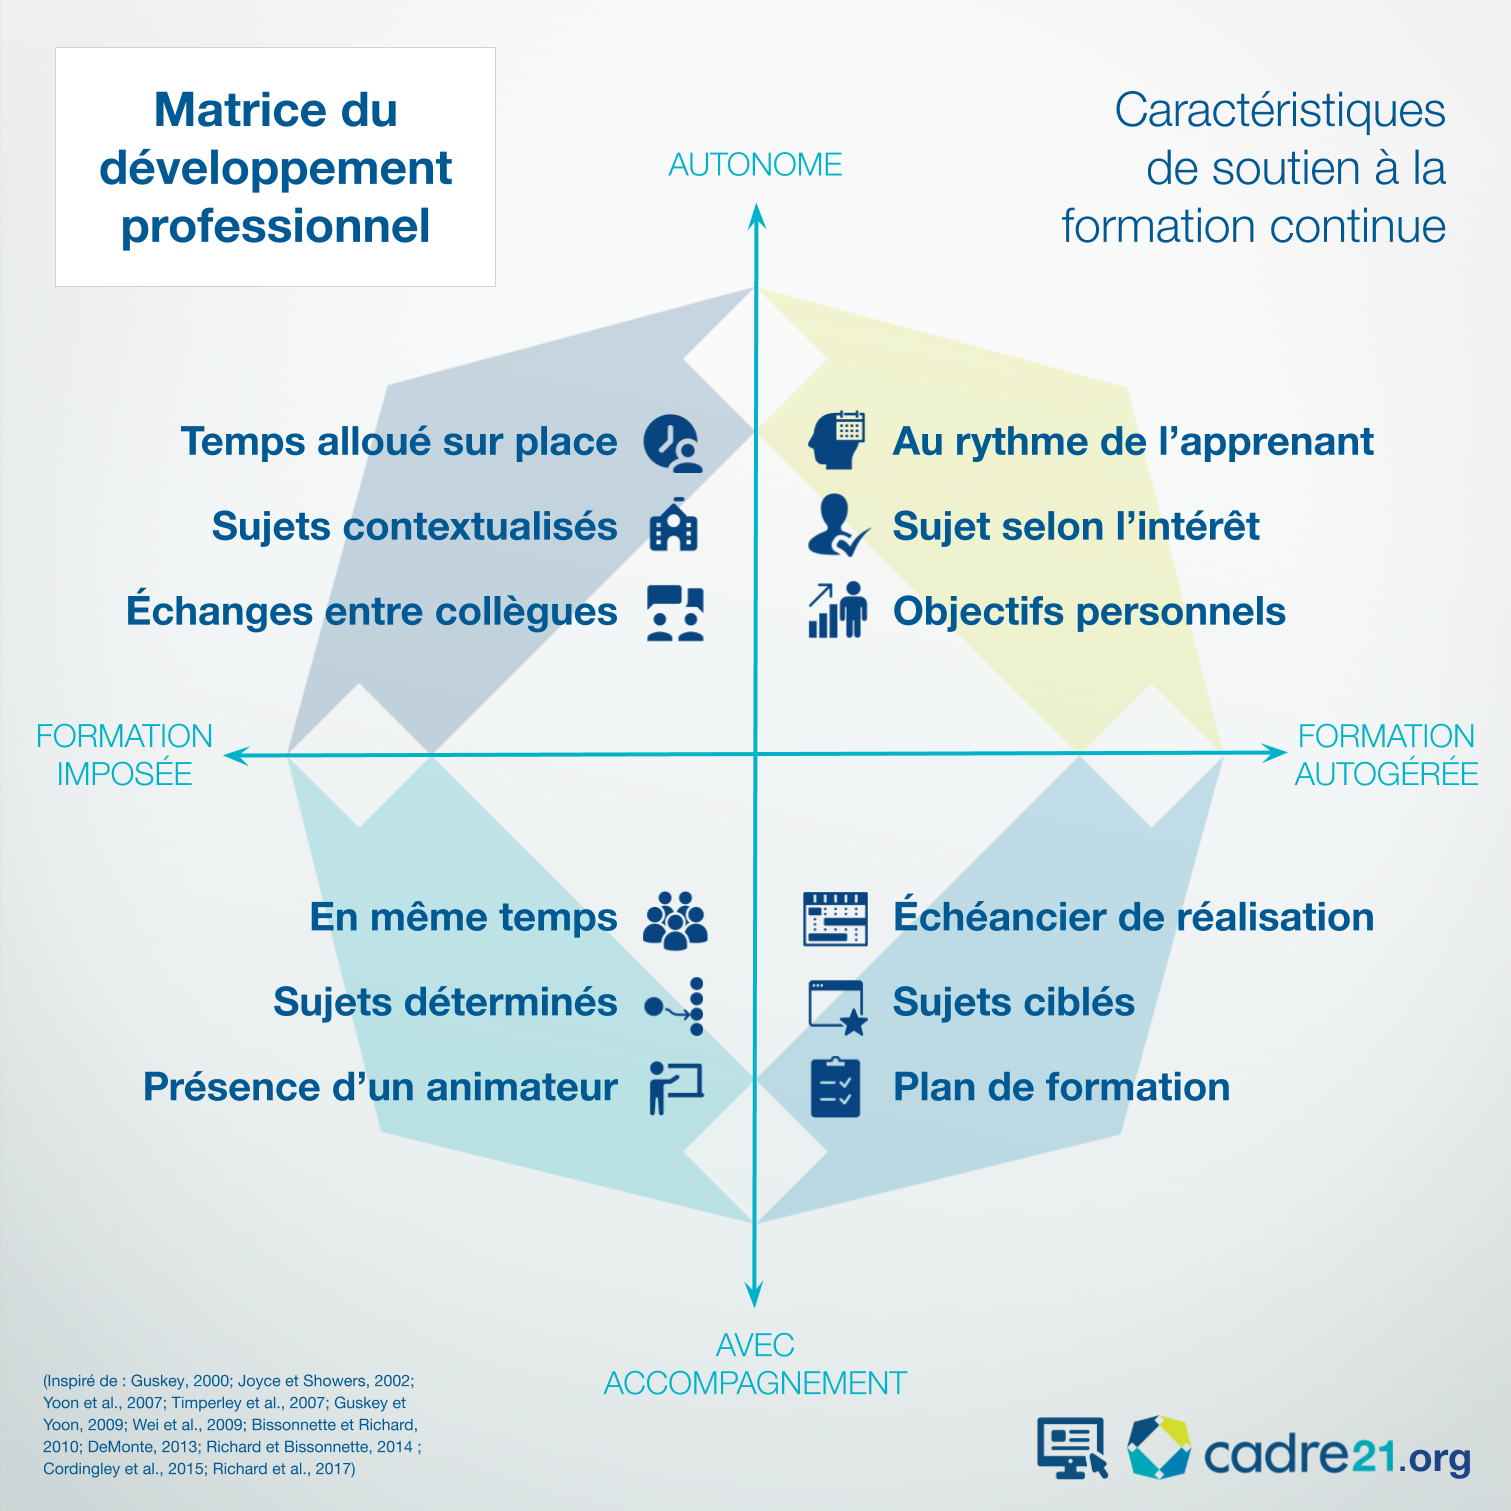 Matrice du
développement
professionnel
Caractéristiques
de soutien à la
formation continue
AUTONOME
Temps alloué sur place
Sujets contextualisés
Échanges entre collègues
Au rythme de l’apprenant
Sujet selon l’intérêt
Objectifs personnels
FORMATION
IMPOSÉE
FORMATION
AUTOGÉRÉE
En même temps
Sujets déterminés
Présence d’un animateur
Échéancier de réalisation
Sujets ciblés
Plan de formation
AVEC
ACCOMPAGNEMENT
(Inspiré de : Guskey, 2000; Joyce et Showers, 2002;
Yoon et al., 2007; Timperley et al., 2007; Guskey et
Yoon, 2009; Wei et al., 2009; Bissonnette et Richard,
2010; DeMonte, 2013; Richard et Bissonnette, 2014 ;
Cordingley et al., 2015; Richard et al., 2017)
cadre21.org